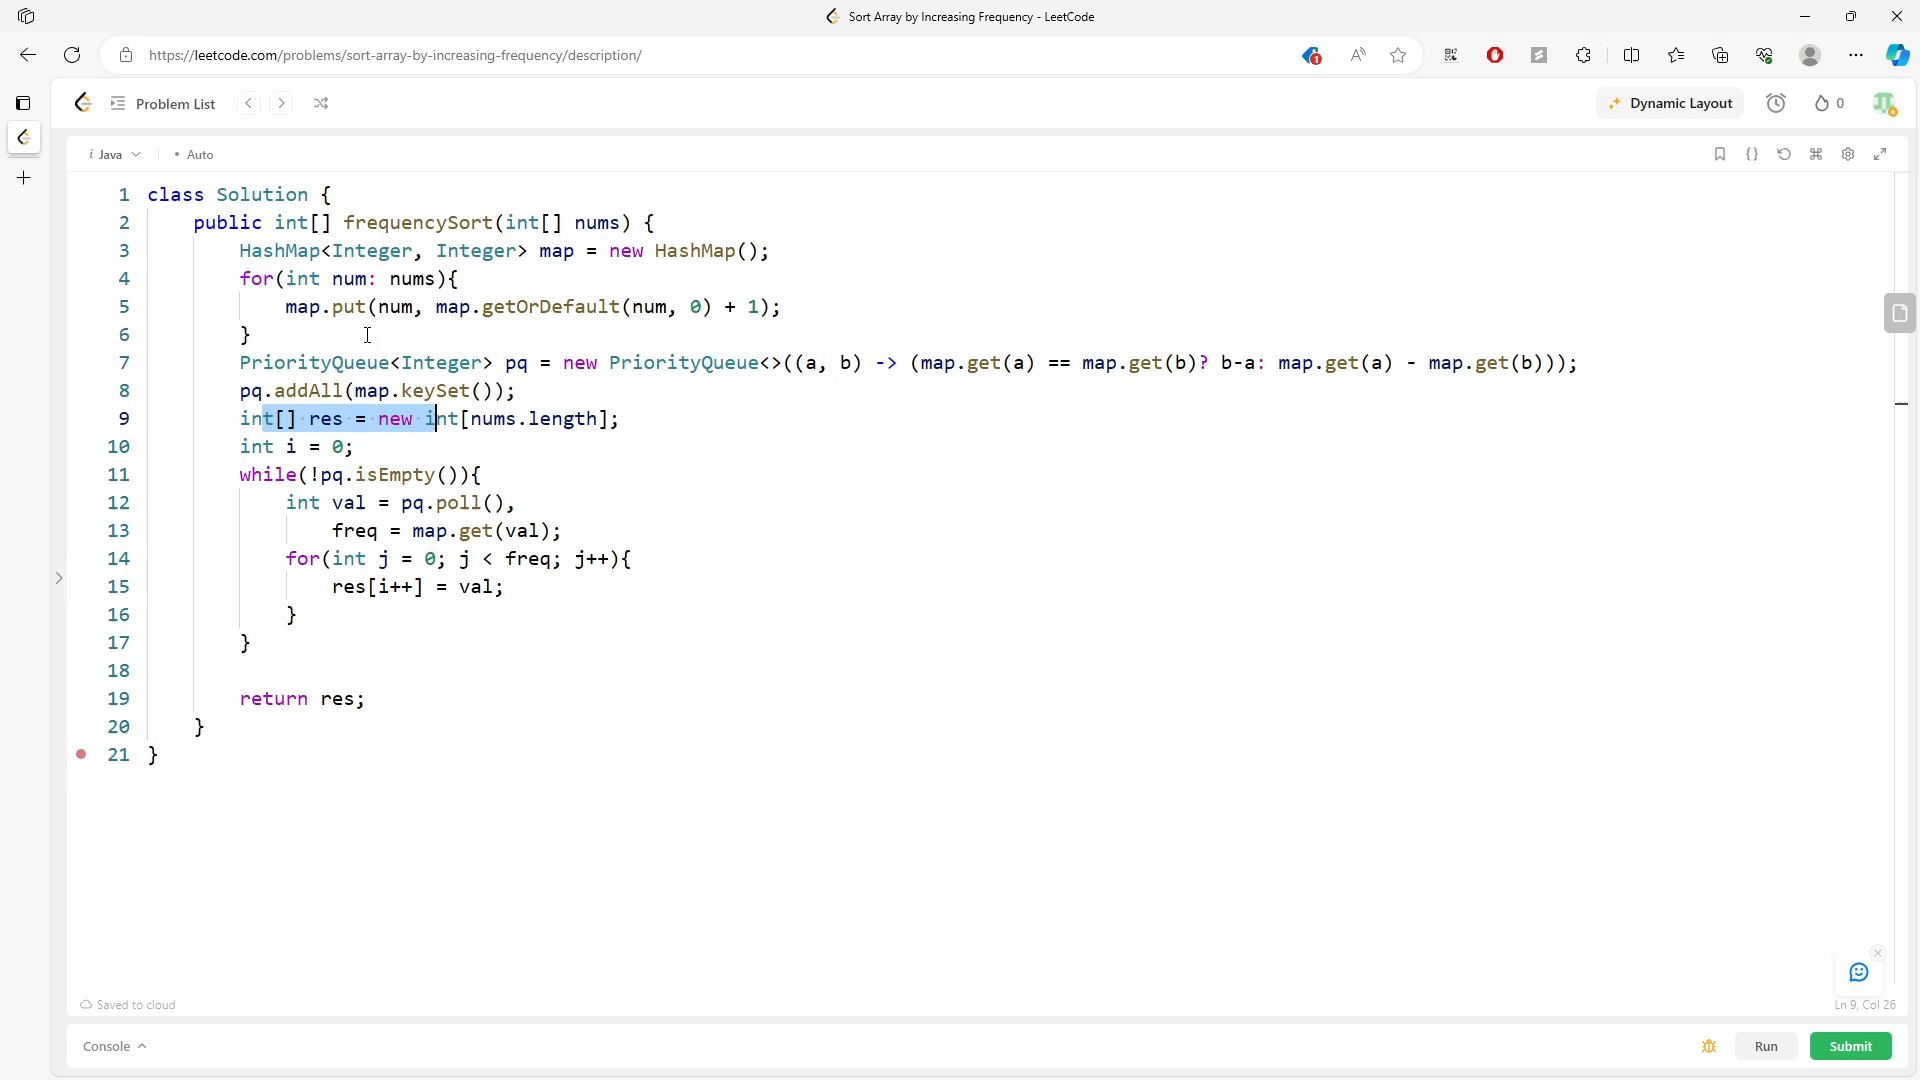 Sort Array by Increasing Frequency - LeetCode
https://leetcode.com/problems/sort-array-by-increasing-frequency/description/
1
Problem List
Dynamic Layout
0
i Java
• Auto
1 class Solution {
2 public int[] frequencySort(int[] nums) {
3 HashMap<Integer, Integer> map = new HashMap();
4 for(int num: nums){
5 map.put(num, map.getOrDefault(num, 0) + 1);
6 }
7 PriorityQueue<Integer> pq = new PriorityQueue<>((a, b) -> (map.get(a) == map.get(b)? b-a: map.get(a) - map.get(b)));
8 pq.addAll(map.keySet());
9 int[] res = new int[nums.length];
10 int i = 0;
11 while(!pq.isEmpty()){
12 int val = pq.poll(),
13 freq = map.get(val);
14 for(int j = 0; j < freq; j++){
15 res[i++] = val;
16 }
17 }
18
19 return res;
20 }
21 }
Saved to cloud
Ln 9, Col 26
Console
Run
Submit